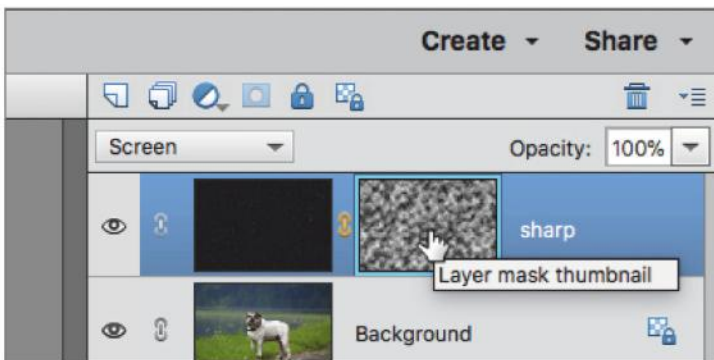 Create Share
Screen Opacity: 100%
sharp
Layer mask thumbnail
Background